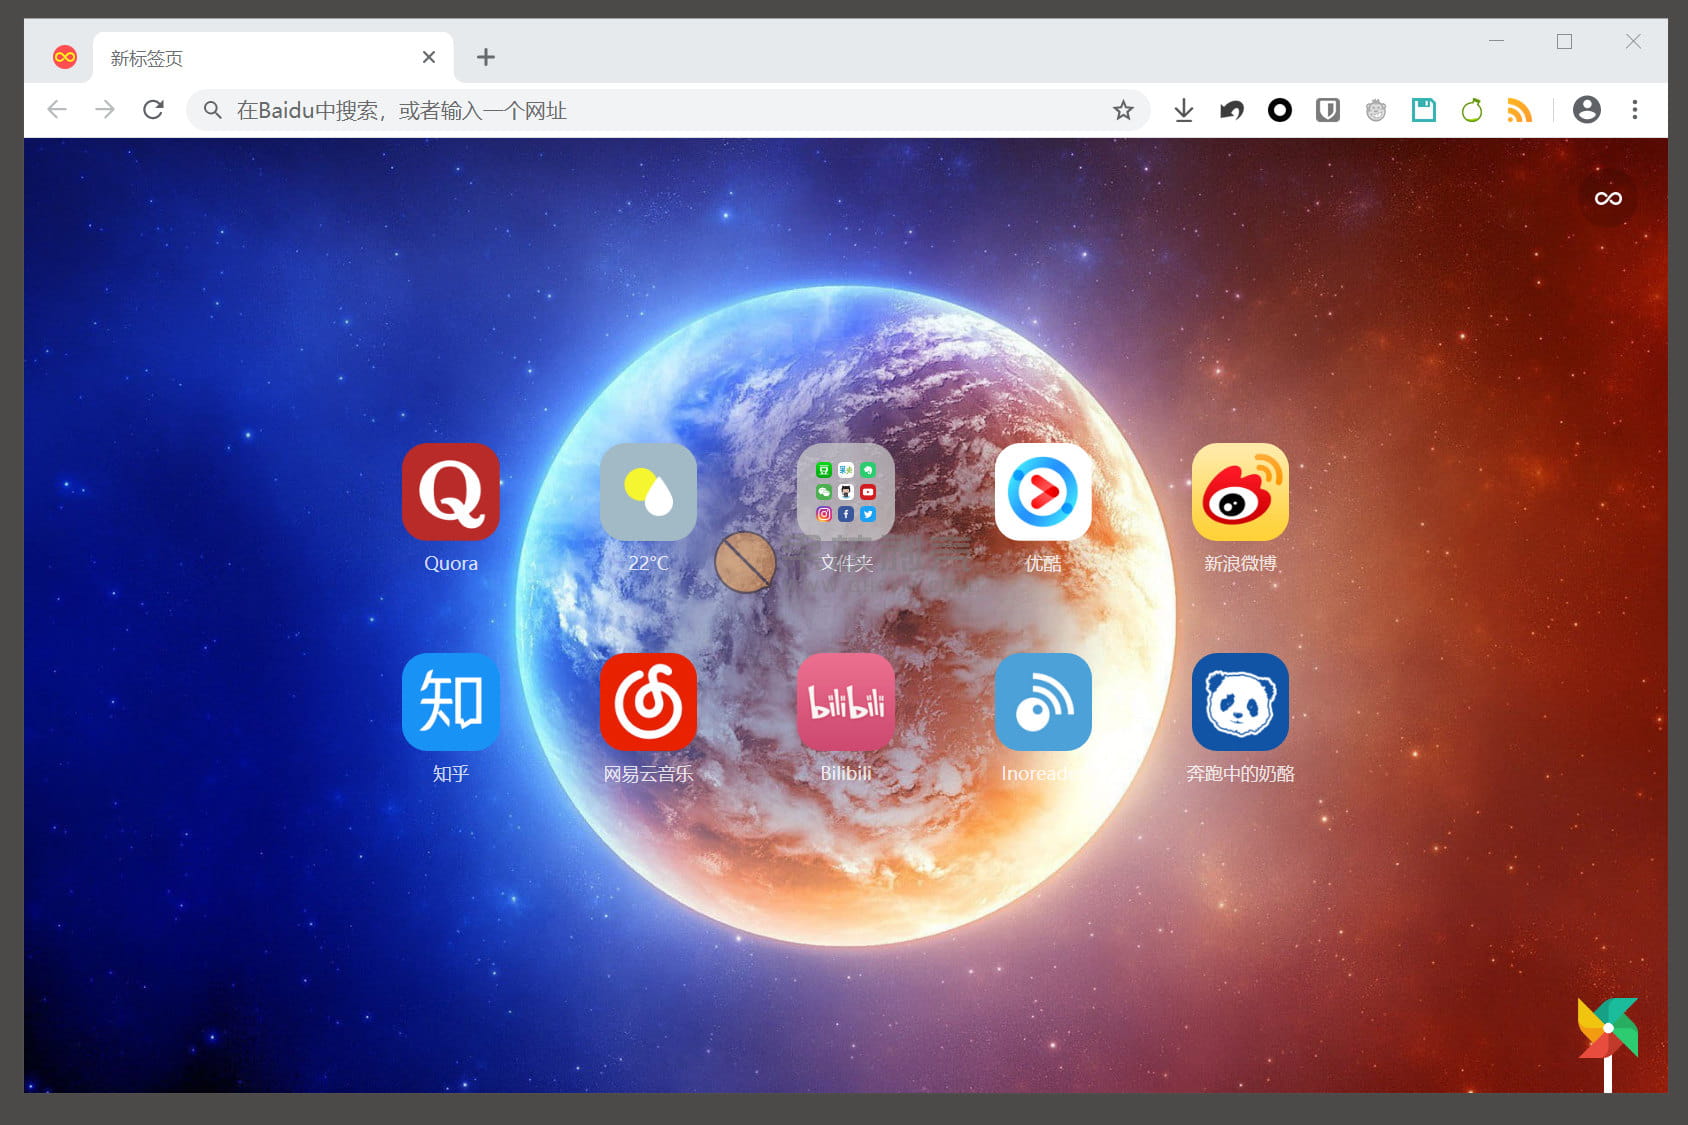 新标签页
在Baidu中搜索，或者输入一个网址
Quora
22°C
文件夹
优酷
新浪微博
知
bilibili
知乎
网易云音乐
Bilibili
奔跑中的奶酪